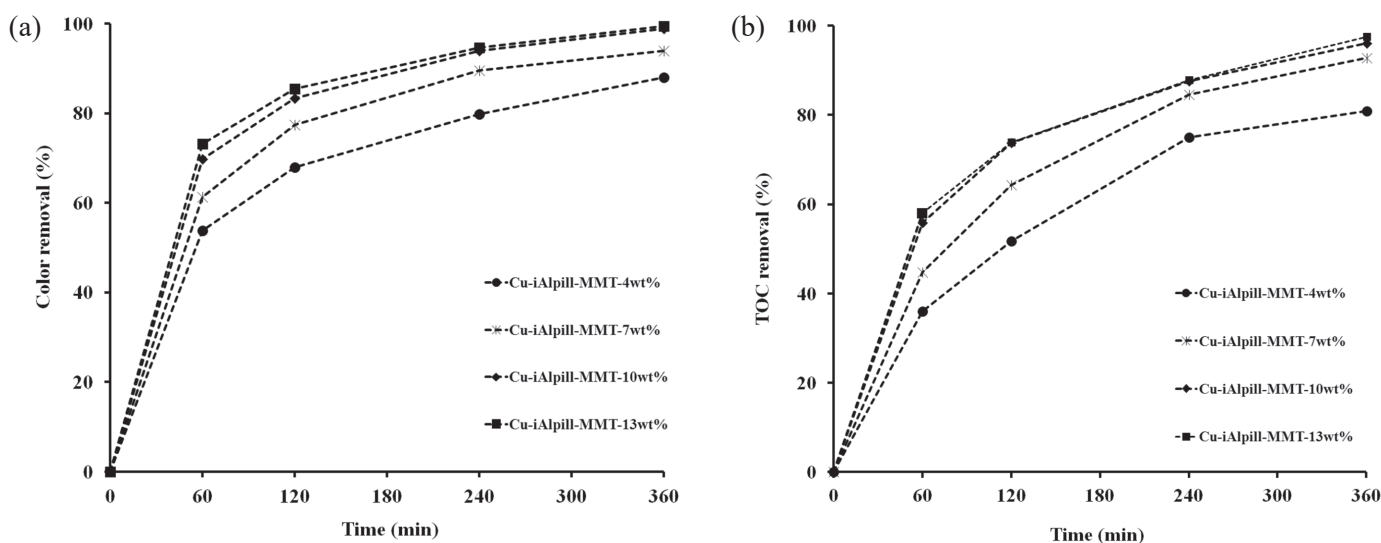 (a)
100
80
60
40
20
0
Color removal (%)
Cu-iAlpill-MMT-4wt%
Cu-iAlpill-MMT-7wt%
Cu-iAlpill-MMT-10wt%
Cu-iAlpill-MMT-13wt%
0 60 120 180 240 300 360
Time (min)
(b)
100
80
60
40
20
0
TOC removal (%)
Cu-iAlpill-MMT-4wt%
Cu-iAlpill-MMT-7wt%
Cu-iAlpill-MMT-10wt%
Cu-iAlpill-MMT-13wt%
0 60 120 180 240 300 360
Time (min)